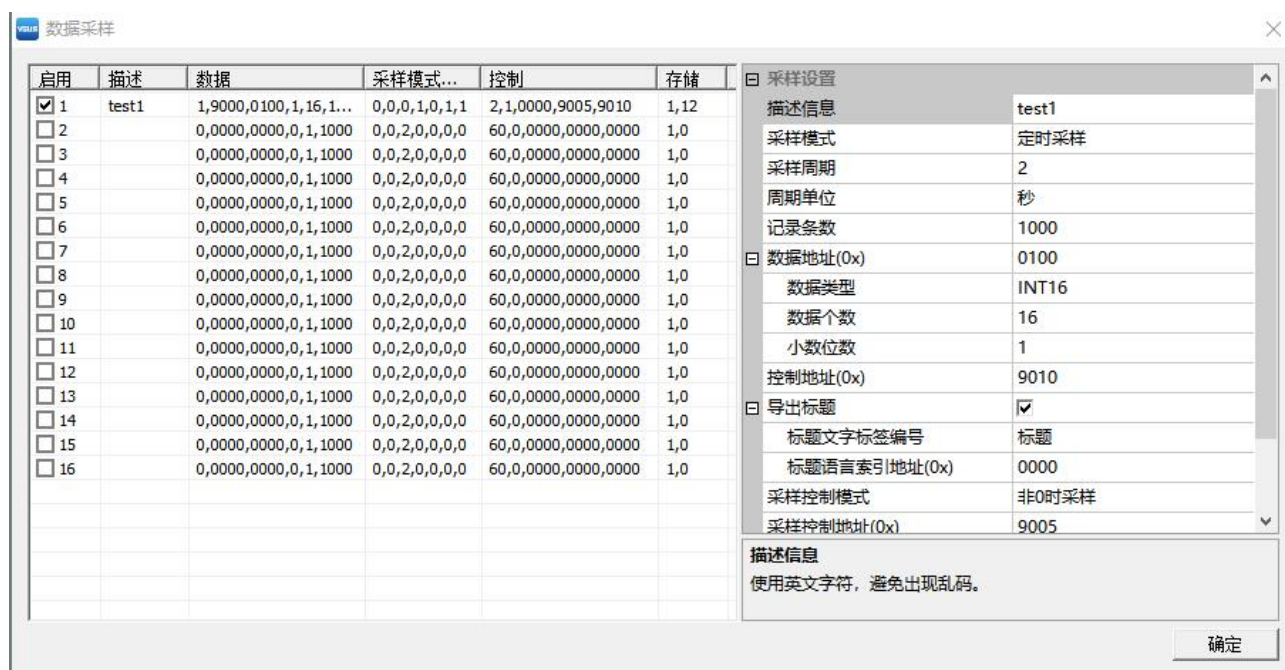 VGUS 数据采样
启用 描述 数据 采样模式... 控制 存储
1 test1 1,9000,0100,1,16,1... 0,0,0,1,0,1,1 2,1,0000,9005,9010 1,12
2 0,0000,0000,0,1,1000 0,0,2,0,0,0,0 60,0,0000,0000,0000 1,0
3 0,0000,0000,0,1,1000 0,0,2,0,0,0,0 60,0,0000,0000,0000 1,0
4 0,0000,0000,0,1,1000 0,0,2,0,0,0,0 60,0,0000,0000,0000 1,0
5 0,0000,0000,0,1,1000 0,0,2,0,0,0,0 60,0,0000,0000,0000 1,0
6 0,0000,0000,0,1,1000 0,0,2,0,0,0,0 60,0,0000,0000,0000 1,0
7 0,0000,0000,0,1,1000 0,0,2,0,0,0,0 60,0,0000,0000,0000 1,0
8 0,0000,0000,0,1,1000 0,0,2,0,0,0,0 60,0,0000,0000,0000 1,0
9 0,0000,0000,0,1,1000 0,0,2,0,0,0,0 60,0,0000,0000,0000 1,0
10 0,0000,0000,0,1,1000 0,0,2,0,0,0,0 60,0,0000,0000,0000 1,0
11 0,0000,0000,0,1,1000 0,0,2,0,0,0,0 60,0,0000,0000,0000 1,0
12 0,0000,0000,0,1,1000 0,0,2,0,0,0,0 60,0,0000,0000,0000 1,0
13 0,0000,0000,0,1,1000 0,0,2,0,0,0,0 60,0,0000,0000,0000 1,0
14 0,0000,0000,0,1,1000 0,0,2,0,0,0,0 60,0,0000,0000,0000 1,0
15 0,0000,0000,0,1,1000 0,0,2,0,0,0,0 60,0,0000,0000,0000 1,0
16 0,0000,0000,0,1,1000 0,0,2,0,0,0,0 60,0,0000,0000,0000 1,0
采样设置
描述信息 test1
采样模式 定时采样
采样周期 2
周期单位 秒
记录条数 1000
数据地址(0x) 0100
数据类型 INT16
数据个数 16
小数位数 1
控制地址(0x) 9010
导出标题
标题文字标签编号 标题
标题语言索引地址(0x) 0000
采样控制模式 非0时采样
采样控制地址(0x) 9005
描述信息
使用英文字符，避免出现乱码。
确定